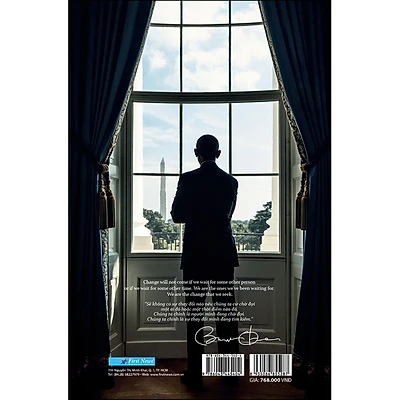 Change will not come if we wait for some other person
or if we wait for some other time. We are the ones we've been waiting for.
We are the change that we seek.
"Sẽ không có sự thay đổi nào nếu chúng ta cứ chờ đợi
một ai đó hoặc một thời điểm nào đó.
Chúng ta chính là người mình đang chờ đợi.
Chúng ta chính là sự thay đổi mình đang tìm kiếm."
First News
GIÁ: 768.000 VNĐ